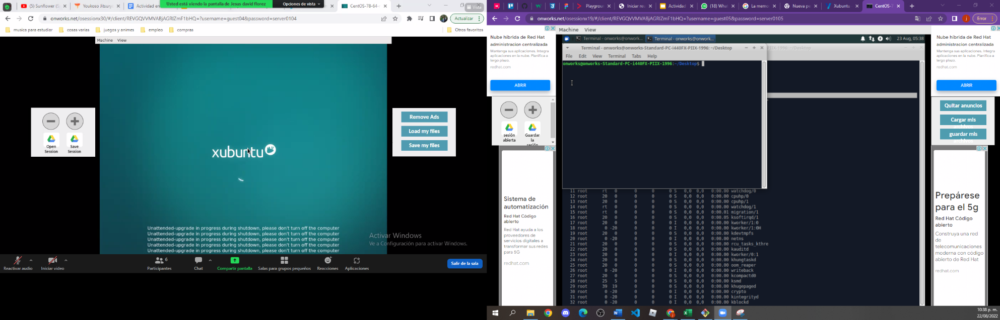 (5) Sunflower (S
Youkoso Jitsury
Actividad en
Usted está viendo la pantalla de Jesus david florez
Opciones de vista
CentOS-78-64-
Vista
onworks.net/osessionx30/#/client/REVGQVVMVABjAGRlZmF1bHQ=?username=guest04&password=server0104
Actualizar
musica para estudiar
cosas varias
juegos y animes
empleo
compras
Otros favoritos
Machine View
Open
Session
Save
Session
xubuntu
Remove Ads
Load my files
Save my files
Unattended-upgrade in progress during shutdown, please don't turn off the computer
Unattended-upgrade in progress during shutdown, please don't turn off the computer
Unattended-upgrade in progress during shutdown, please don't turn off the computer
Unattended-upgrade in progress during shutdown, please don't turn off the computer
Unattended-upgrade in progress during shutdown, please don't turn off the computer
Activar Windows
Ve a Configuración para activar Windows.
Reactivar audio
Iniciar video
6
Participantes
Chat
Compartir pantalla
Salas para grupos pequeños
Reacciones
Aplicaciones
Salir de la sala
Playgroun
Iniciar re
Actividad
(18) Wha
La memo
Nueva pe
Xubuntu
CentOS-7
onworks.net/osessionx19/#/client/REVGQVVMVABjAGRlZmF1bHQ=?username=guest05&password=server0105
Error
Nube híbrida de Red Hat
administracion centralizada
Mantenga sus aplicaciones. Integra
aplicaciones en la nube. Planifica a
largo plazo.
redhat.com
ABRIR
sesión
abierta
Guardar
la
sesión
Sistema de
automatización
Red Hat Código
abierto
Red Hat ayuda a los
proveedores de
servicios digitales a
transformar sus redes
para 5G
redhat.com
Machine View
Terminal - onworks@onwork...
Terminal - onworks@onwork...
23 Aug, 05:38
Terminal - onworks@onworks-Standard-PC-i440FX-PIIX-1996: ~/Desktop
File Edit View Terminal Tabs Help
onworks@onworks-Standard-PC-i440FX-PIIX-1996:~/Desktop$
11 root rt 0 0 0 0 S 0,0 0,0 0:00.00 watchdog/0
12 root 20 0 0 0 0 S 0,0 0,0 0:00.00 cpuhp/0
13 root 20 0 0 0 0 S 0,0 0,0 0:00.00 cpuhp/1
14 root rt 0 0 0 0 S 0,0 0,0 0:00.00 watchdog/1
15 root rt 0 0 0 0 S 0,0 0,0 0:00.01 migration/1
16 root 20 0 0 0 0 S 0,0 0,0 0:00.05 ksoftirqd/1
17 root 20 0 0 0 0 I 0,0 0,0 0:00.00 kworker/1:0
18 root 0 -20 0 0 0 I 0,0 0,0 0:00.00 kworker/1:0H
19 root 20 0 0 0 0 S 0,0 0,0 0:00.00 kdevtmpfs
20 root 0 -20 0 0 0 I 0,0 0,0 0:00.00 netns
21 root 20 0 0 0 0 S 0,0 0,0 0:00.00 rcu_tasks_kthre
22 root 20 0 0 0 0 S 0,0 0,0 0:00.00 kauditd
23 root 20 0 0 0 0 I 0,0 0,0 0:00.00 kworker/0:1
24 root 20 0 0 0 0 S 0,0 0,0 0:00.00 khungtaskd
25 root 20 0 0 0 0 S 0,0 0,0 0:00.00 oom_reaper
26 root 0 -20 0 0 0 I 0,0 0,0 0:00.00 writeback
27 root 20 0 0 0 0 S 0,0 0,0 0:00.00 kcompactd0
28 root 25 5 0 0 0 S 0,0 0,0 0:00.00 ksmd
29 root 39 19 0 0 0 S 0,0 0,0 0:00.00 khugepaged
30 root 0 -20 0 0 0 I 0,0 0,0 0:00.00 crypto
31 root 0 -20 0 0 0 I 0,0 0,0 0:00.00 kintegrityd
32 root 0 -20 0 0 0 I 0,0 0,0 0:00.00 kblockd
Nube híbrida de Red Hat
administracion centralizada
Mantenga sus aplicaciones. Integra
aplicaciones en la nube. Planifica a
largo plazo.
redhat.com
ABRIR
Quitar anuncios
Cargar mis
archivos
guardar mis
archivos
Prepárese
para el 5g
Red Hat Código
abierto
Construya una red
de
telecomunicaciones
moderna con código
abierto de Red Hat
redhat.com
10:38 p. m.
22/08/2022